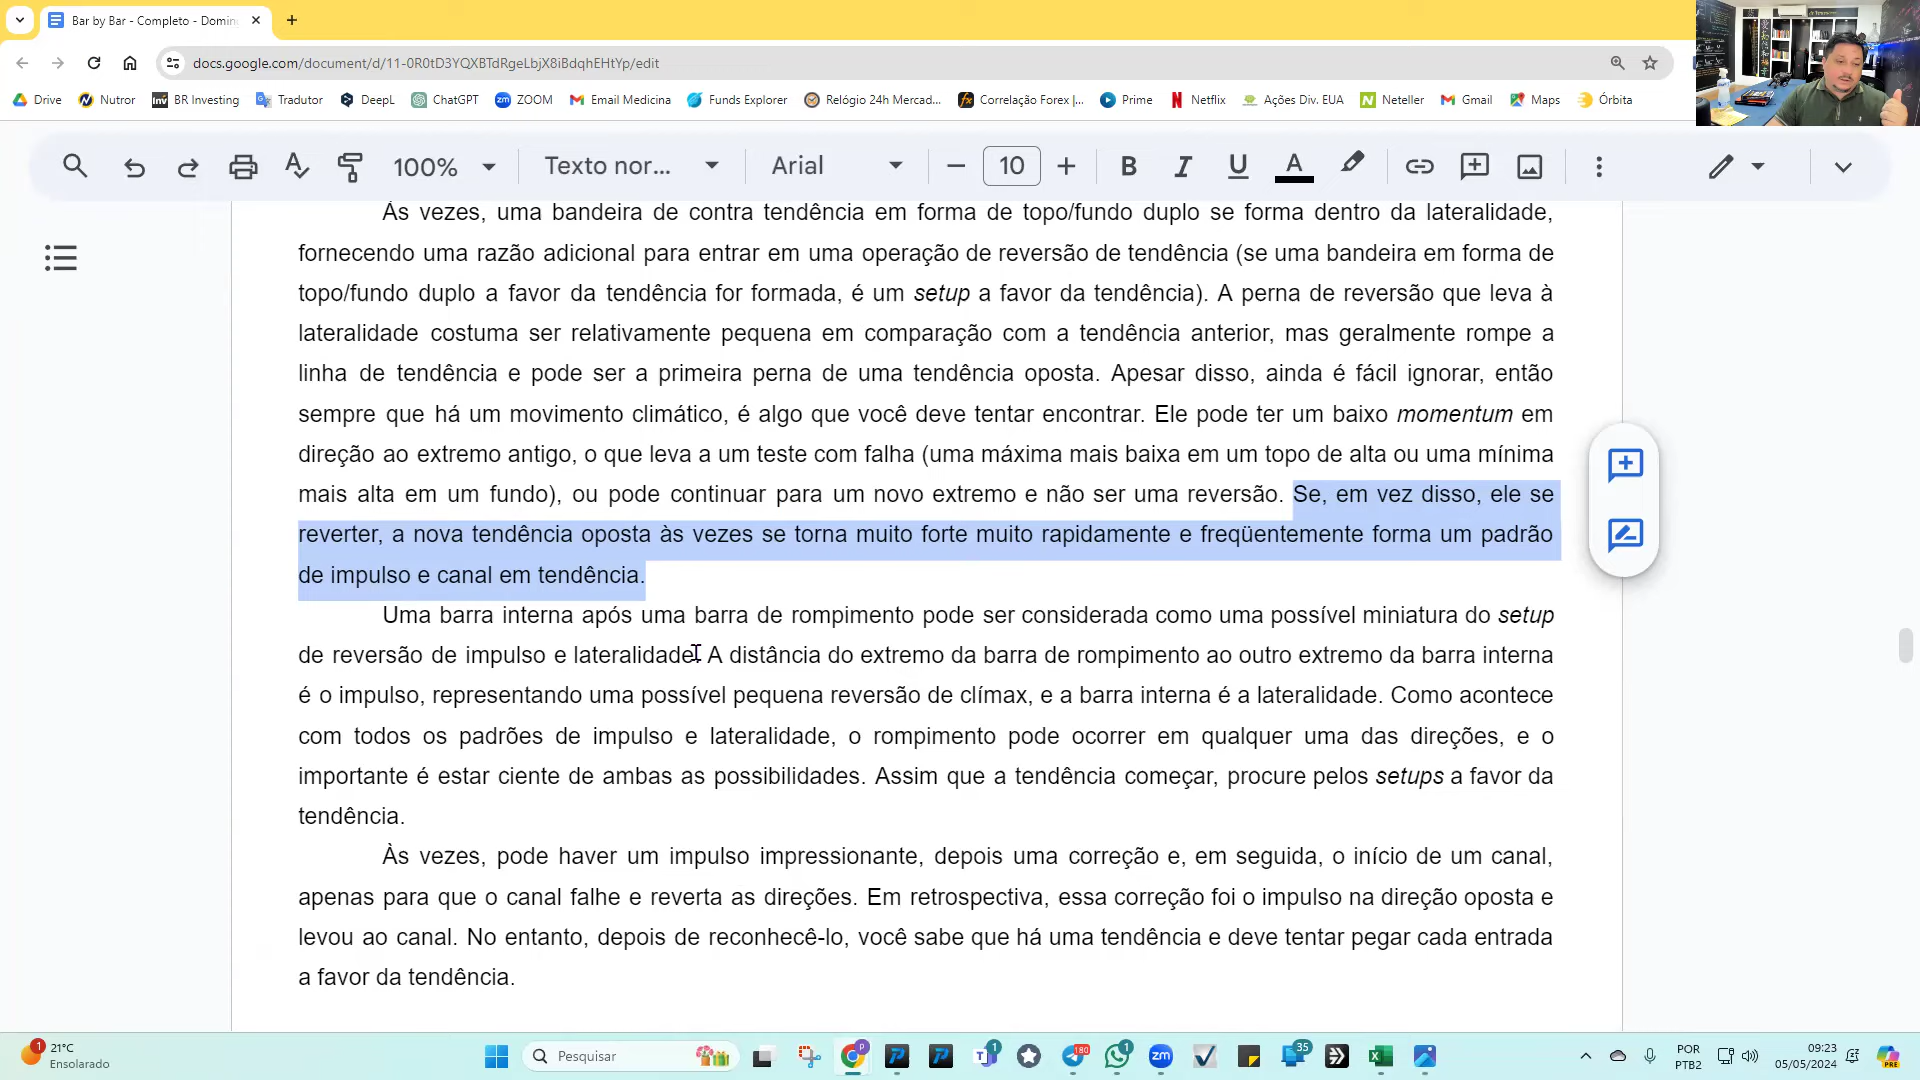 Bar by Bar - Completo - Domin
docs.google.com/document/d/11-0R0tD3YQXBTdRgeLbjX8iBdqhEHtYp/edit
Drive Nutror BR Investing Tradutor DeepL ChatGPT ZOOM Email Medicina Funds Explorer Relógio 24h Mercad... Correlação Forex |... Prime Netflix Ações Div. EUA Neteller Gmail Maps Órbita
100% Texto nor... Arial 10 B I U A
Às vezes, uma bandeira de contra tendência em forma de topo/fundo duplo se forma dentro da lateralidade,
fornecendo uma razão adicional para entrar em uma operação de reversão de tendência (se uma bandeira em forma de
topo/fundo duplo a favor da tendência for formada, é um setup a favor da tendência). A perna de reversão que leva à
lateralidade costuma ser relativamente pequena em comparação com a tendência anterior, mas geralmente rompe a
linha de tendência e pode ser a primeira perna de uma tendência oposta. Apesar disso, ainda é fácil ignorar, então
sempre que há um movimento climático, é algo que você deve tentar encontrar. Ele pode ter um baixo momentum em
direção ao extremo antigo, o que leva a um teste com falha (uma máxima mais baixa em um topo de alta ou uma mínima
mais alta em um fundo), ou pode continuar para um novo extremo e não ser uma reversão. Se, em vez disso, ele se
reverter, a nova tendência oposta às vezes se torna muito forte muito rapidamente e freqüentemente forma um padrão
de impulso e canal em tendência.
Uma barra interna após uma barra de rompimento pode ser considerada como uma possível miniatura do setup
de reversão de impulso e lateralidade. A distância do extremo da barra de rompimento ao outro extremo da barra interna
é o impulso, representando uma possível pequena reversão de clímax, e a barra interna é a lateralidade. Como acontece
com todos os padrões de impulso e lateralidade, o rompimento pode ocorrer em qualquer uma das direções, e o
importante é estar ciente de ambas as possibilidades. Assim que a tendência começar, procure pelos setups a favor da
tendência.
Às vezes, pode haver um impulso impressionante, depois uma correção e, em seguida, o início de um canal,
apenas para que o canal falhe e reverta as direções. Em retrospectiva, essa correção foi o impulso na direção oposta e
levou ao canal. No entanto, depois de reconhecê-lo, você sabe que há uma tendência e deve tentar pegar cada entrada
a favor da tendência.
1 21°C
Ensolarado
Pesquisar
P 1 180 1 zm 35
POR
PTB2
09:23
05/05/2024
PRE